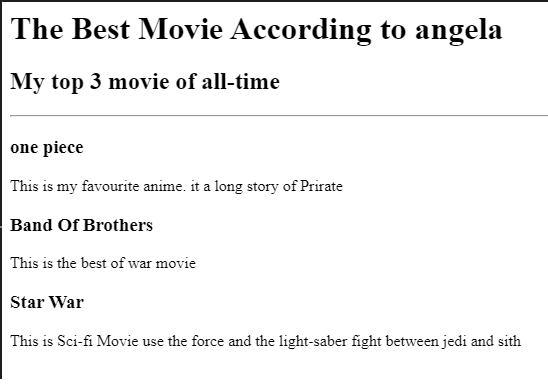 The Best Movie According to angela
My top 3 movie of all-time
one piece
This is my favourite anime. it a long story of Prirate
Band Of Brothers
This is the best of war movie
Star War
This is Sci-fi Movie use the force and the light-saber fight between jedi and sith